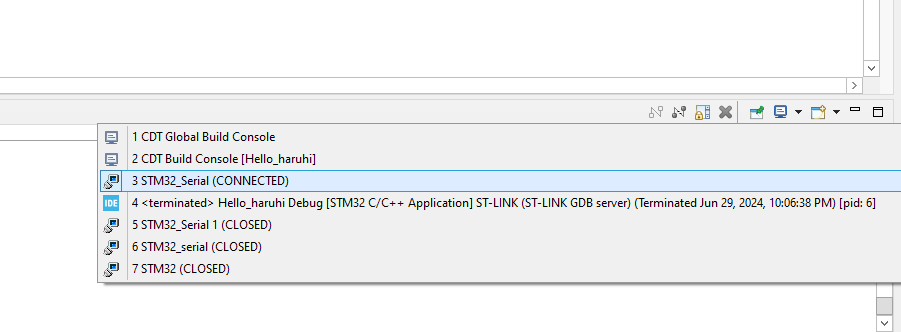 1 CDT Global Build Console
2 CDT Build Console [Hello_haruhi]
3 STM32_Serial (CONNECTED)
IDE 4 <terminated> Hello_haruhi Debug [STM32 C/C++ Application] ST-LINK (ST-LINK GDB server) (Terminated Jun 29, 2024, 10:06:38 PM) [pid: 6]
5 STM32_Serial 1 (CLOSED)
6 STM32_serial (CLOSED)
7 STM32 (CLOSED)